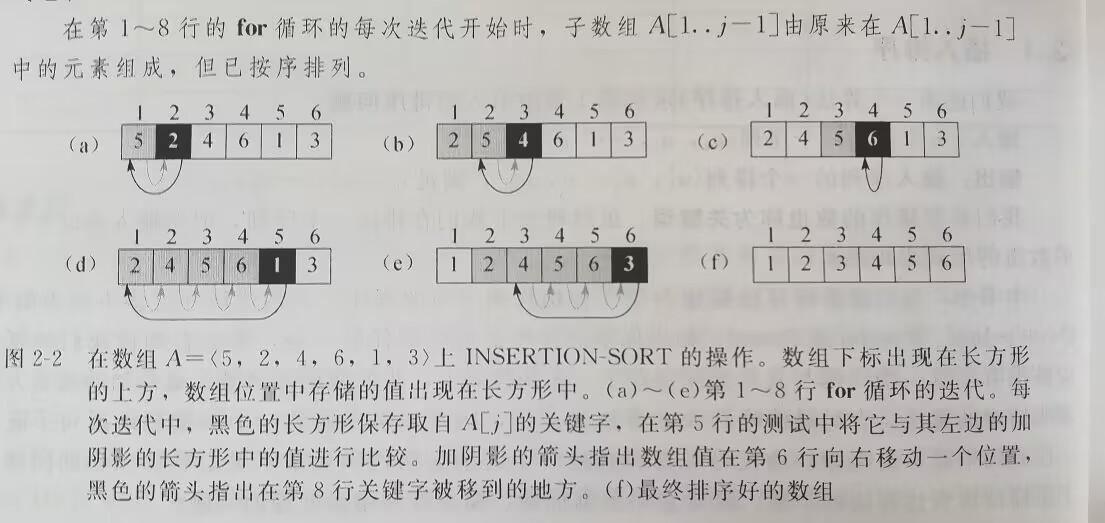 在第 1~8 行的 for 循环的每次迭代开始时，子数组 A[1..j-1]由原来在 A[1..j-1]
中的元素组成，但已按序排列。
1 2 3 4 5 6
(a) 5 2 4 6 1 3
1 2 3 4 5 6
(b) 2 5 4 6 1 3
1 2 3 4 5 6
(c) 2 4 5 6 1 3
1 2 3 4 5 6
(d) 2 4 5 6 1 3
1 2 3 4 5 6
(e) 1 2 4 5 6 3
1 2 3 4 5 6
(f) 1 2 3 4 5 6
图 2-2 在数组 A=⟨5，2，4，6，1，3⟩上 INSERTION-SORT 的操作。数组下标出现在长方形
的上方，数组位置中存储的值出现在长方形中。(a)~(e)第 1~8 行 for 循环的迭代。每
次迭代中，黑色的长方形保存取自 A[j]的关键字，在第 5 行的测试中将它与其左边的加
阴影的长方形中的值进行比较。加阴影的箭头指出数组值在第 6 行向右移动一个位置，
黑色的箭头指出在第 8 行关键字被移到的地方。(f)最终排序好的数组